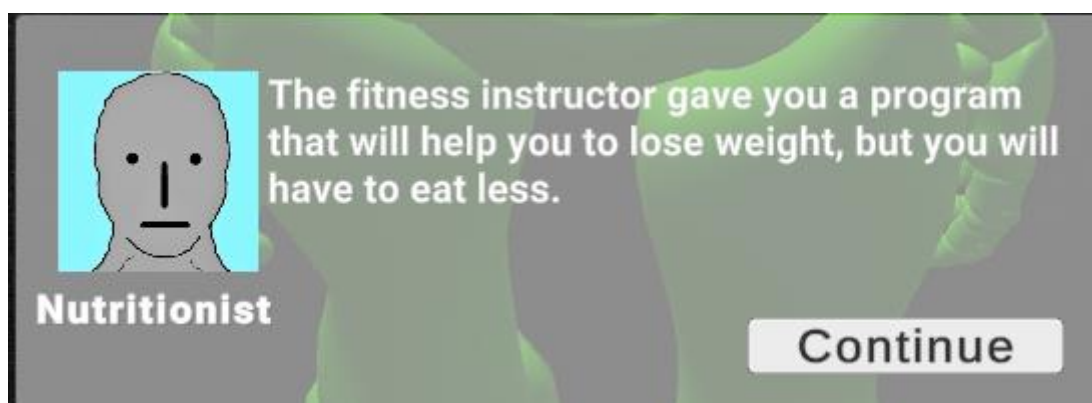 The fitness instructor gave you a program
that will help you to lose weight, but you will
have to eat less.
Nutritionist
Continue